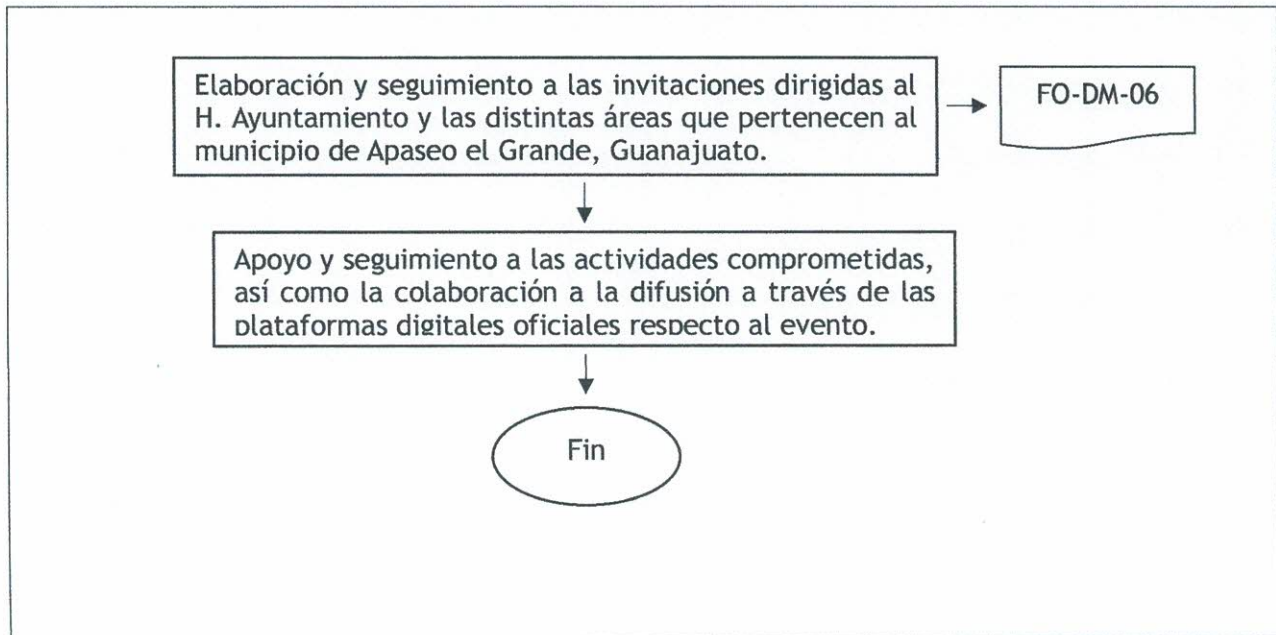 Elaboración y seguimiento a las invitaciones dirigidas al
H. Ayuntamiento y las distintas áreas que pertenecen al
municipio de Apaseo el Grande, Guanajuato.
FO-DM-06
Apoyo y seguimiento a las actividades comprometidas,
así como la colaboración a la difusión a través de las
plataformas digitales oficiales respecto al evento.
Fin